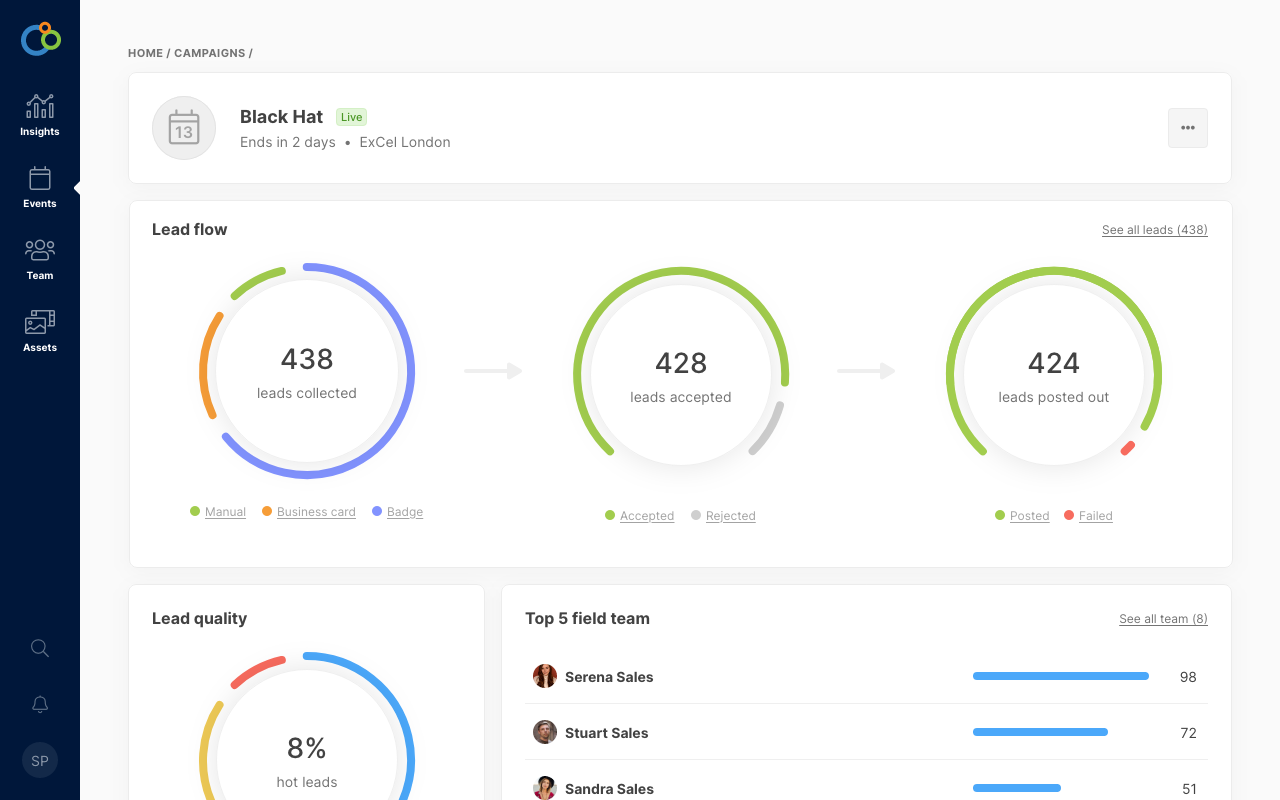 HOME / CAMPAIGNS /
Insights
Events
Team
Assets
SP
13
Black Hat Live
Ends in 2 days • ExCel London
•••
Lead flow
See all leads (438)
438
leads collected
Manual Business card Badge
428
leads accepted
Accepted Rejected
424
leads posted out
Posted Failed
Lead quality
8%
hot leads
Top 5 field team
See all team (8)
Serena Sales 98
Stuart Sales 72
Sandra Sales 51